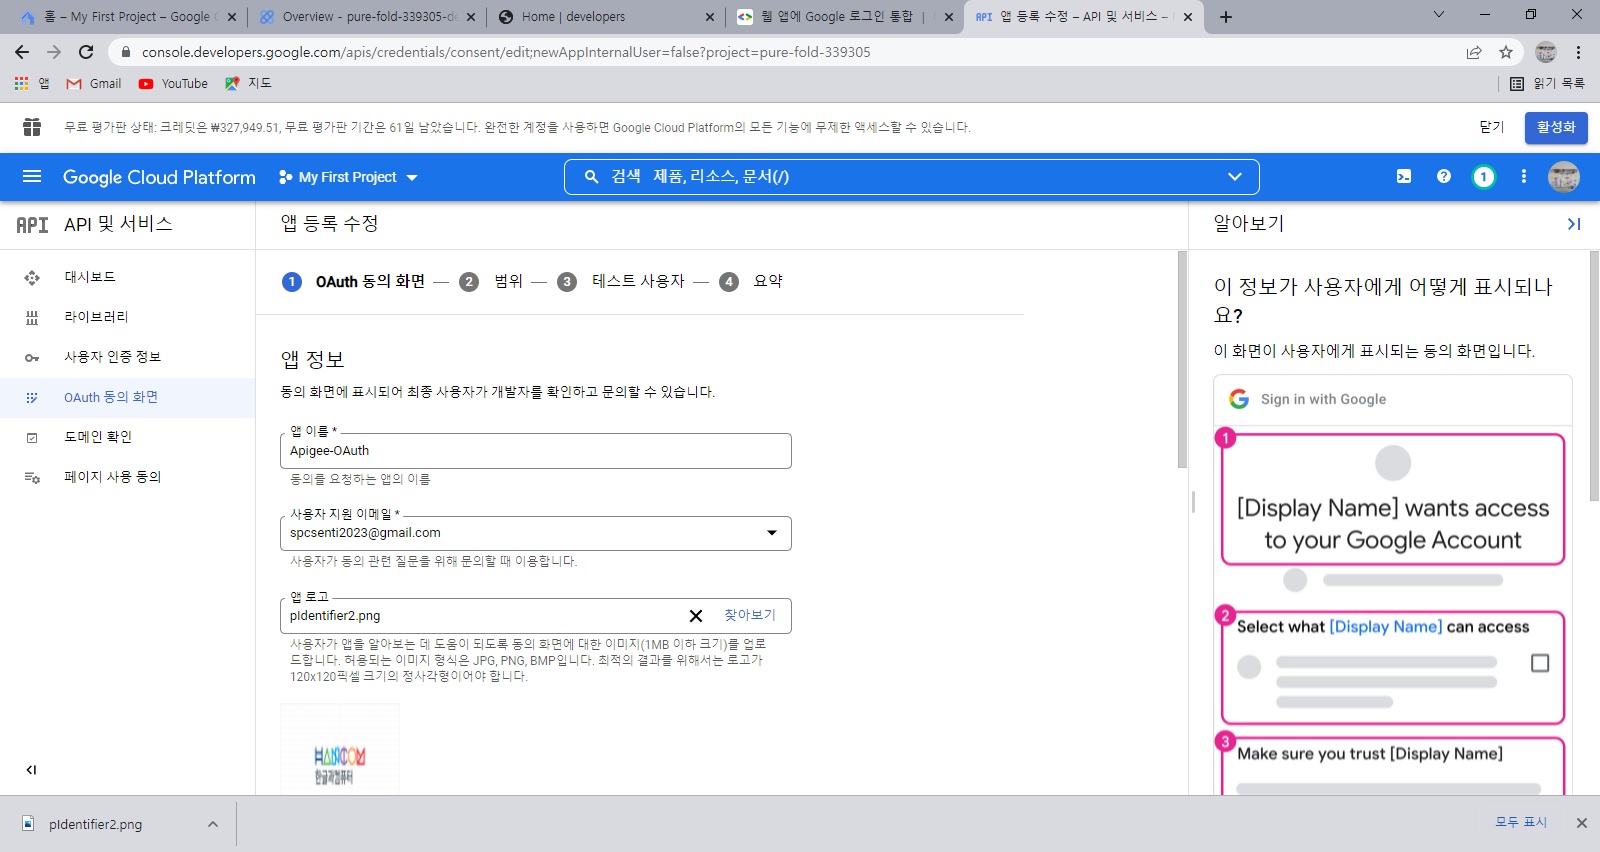 홈 – My First Project – Google C
Overview - pure-fold-339305-de
Home | developers
웹 앱에 Google 로그인 통합 |
앱 등록 수정 – API 및 서비스 –
console.developers.google.com/apis/credentials/consent/edit;newAppInternalUser=false?project=pure-fold-339305
앱
Gmail
YouTube
지도
읽기 목록
무료 평가판 상태: 크레딧은 ₩327,949.51, 무료 평가판 기간은 61일 남았습니다. 완전한 계정을 사용하면 Google Cloud Platform의 모든 기능에 무제한 액세스할 수 있습니다.
닫기
활성화
Google Cloud Platform
My First Project
검색 제품, 리소스, 문서(/)
1
API
API 및 서비스
대시보드
라이브러리
사용자 인증 정보
OAuth 동의 화면
도메인 확인
페이지 사용 동의
앱 등록 수정
1 OAuth 동의 화면 — 2 범위 — 3 테스트 사용자 — 4 요약
앱 정보
동의 화면에 표시되어 최종 사용자가 개발자를 확인하고 문의할 수 있습니다.
앱 이름 *
Apigee-OAuth
동의를 요청하는 앱의 이름
사용자 지원 이메일 *
spcsenti2023@gmail.com
사용자가 동의 관련 질문을 위해 문의할 때 이용합니다.
앱 로고
pIdentifier2.png
찾아보기
사용자가 앱을 알아보는 데 도움이 되도록 동의 화면에 대한 이미지(1MB 이하 크기)를 업로
드합니다. 허용되는 이미지 형식은 JPG, PNG, BMP입니다. 최적의 결과를 위해서는 로고가
120x120픽셀 크기의 정사각형이어야 합니다.
HANCOM
한글과컴퓨터
알아보기
이 정보가 사용자에게 어떻게 표시되나
요?
이 화면이 사용자에게 표시되는 동의 화면입니다.
Sign in with Google
1
[Display Name] wants access
to your Google Account
2
Select what [Display Name] can access
3
Make sure you trust [Display Name]
pIdentifier2.png
모두 표시